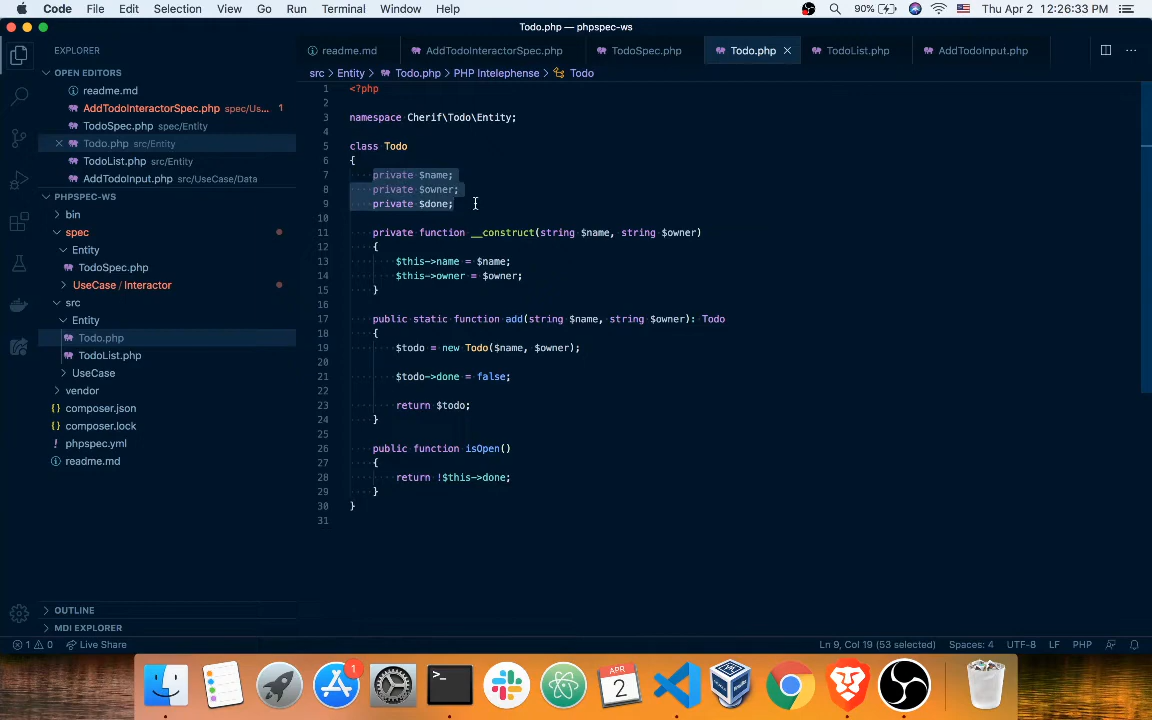 Code File Edit Selection View Go Run Terminal Window Help 90% Thu Apr 2 12:26:33 PM
Todo.php — phpspec-ws
EXPLORER
readme.md AddTodoInteractorSpec.php TodoSpec.php Todo.php TodoList.php AddTodoInput.php
OPEN EDITORS
readme.md
AddTodoInteractorSpec.php spec/Us... 1
TodoSpec.php spec/Entity
Todo.php src/Entity
TodoList.php src/Entity
AddTodoInput.php src/UseCase/Data
PHPSPEC-WS
bin
spec
Entity
TodoSpec.php
UseCase / Interactor
src
Entity
Todo.php
TodoList.php
UseCase
vendor
composer.json
composer.lock
phpspec.yml
readme.md
OUTLINE
MDI EXPLORER
src > Entity > Todo.php > PHP Intelephense > Todo
1 <?php
2
3 namespace Cherif\Todo\Entity;
4
5 class Todo
6 {
7 private $name;
8 private $owner;
9 private $done;
10
11 private function __construct(string $name, string $owner)
12 {
13 $this->name = $name;
14 $this->owner = $owner;
15 }
16
17 public static function add(string $name, string $owner): Todo
18 {
19 $todo = new Todo($name, $owner);
20
21 $todo->done = false;
22
23 return $todo;
24 }
25
26 public function isOpen()
27 {
28 return !$this->done;
29 }
30 }
31
1 0 Live Share Ln 9, Col 19 (53 selected) Spaces: 4 UTF-8 LF PHP
1
APR
2